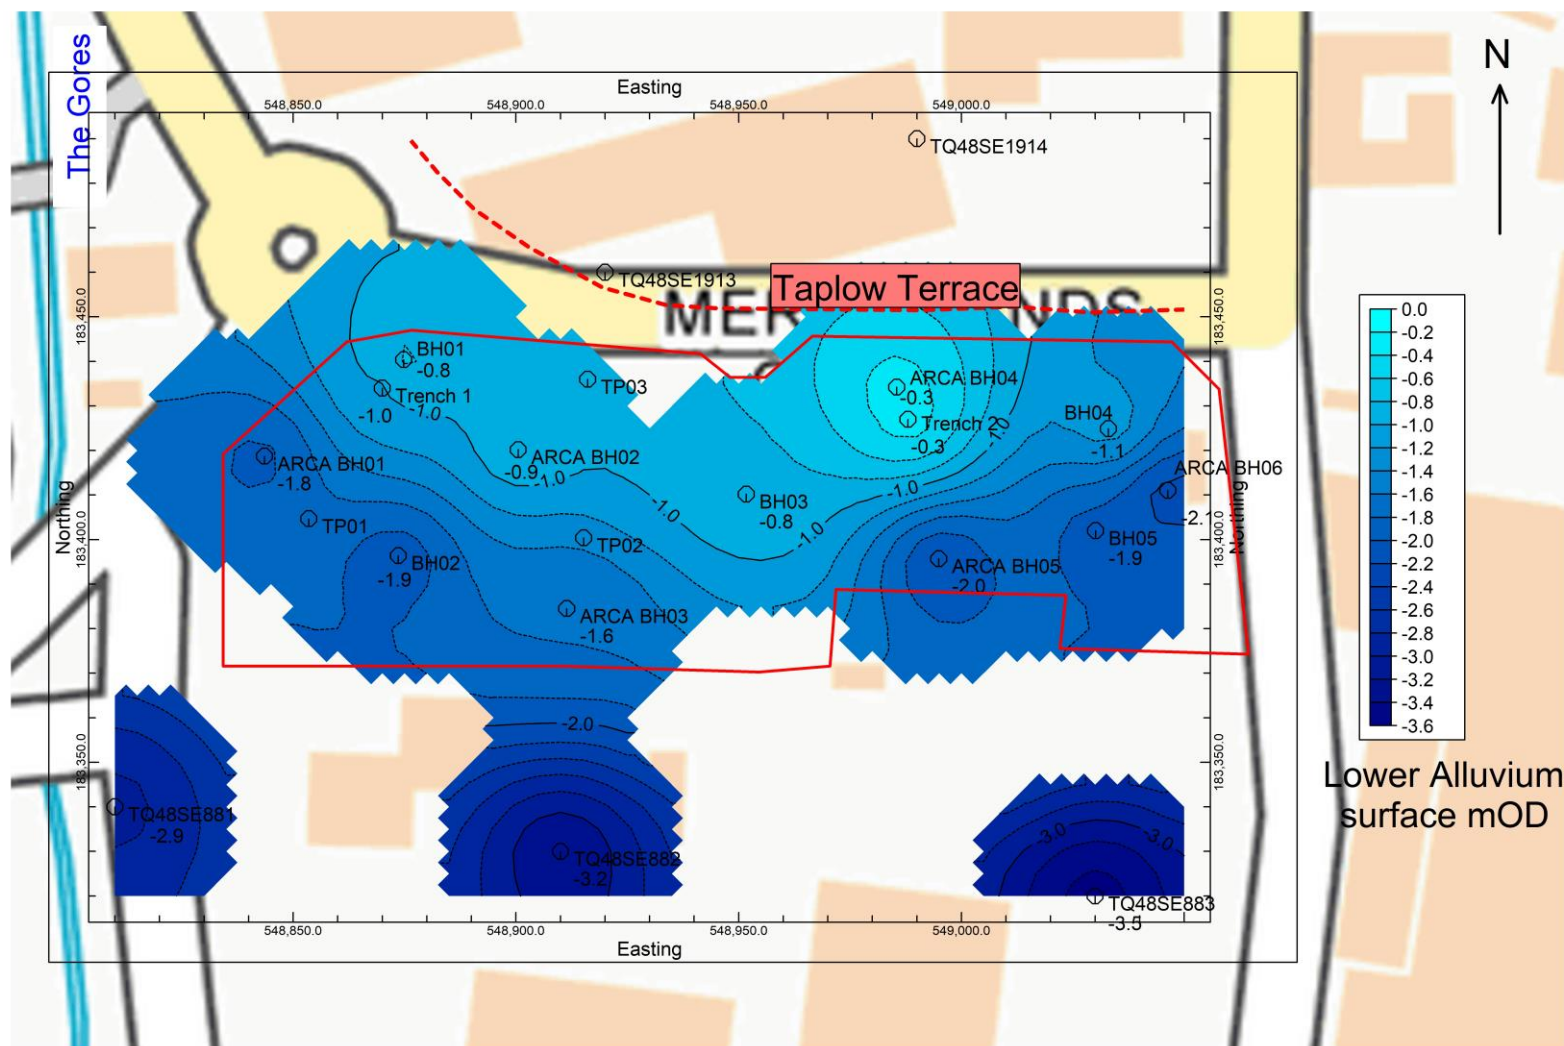 The Gores
Easting
548,850.0
548,900.0
548,950.0
549,000.0
N
TQ48SE1914
TQ48SE1913
Taplow Terrace
MER
NDS
183,450.0
183,450.0
BH01
-0.8
TP03
Trench 1
-1.0
-1.0
ARCA BH04
-0.3
Trench 2
-0.3
-1.0
BH04
-1.1
ARCA BH01
-1.8
ARCA BH02
-0.9
-1.0
ARCA BH06
-2.1
BH03
-0.8
-1.0
-1.0
-1.0
TP01
TP02
BH05
-1.9
Northing
183,400.0
183,400.0
Northing
BH02
-1.9
ARCA BH05
-2.0
ARCA BH03
-1.6
-2.0
183,350.0
183,350.0
TQ48SE881
-2.9
TQ48SE882
-3.2
-3.0
-3.0
TQ48SE883
-3.5
548,850.0
548,900.0
548,950.0
549,000.0
Easting
0.0
-0.2
-0.4
-0.6
-0.8
-1.0
-1.2
-1.4
-1.6
-1.8
-2.0
-2.2
-2.4
-2.6
-2.8
-3.0
-3.2
-3.4
-3.6
Lower Alluvium
surface mOD